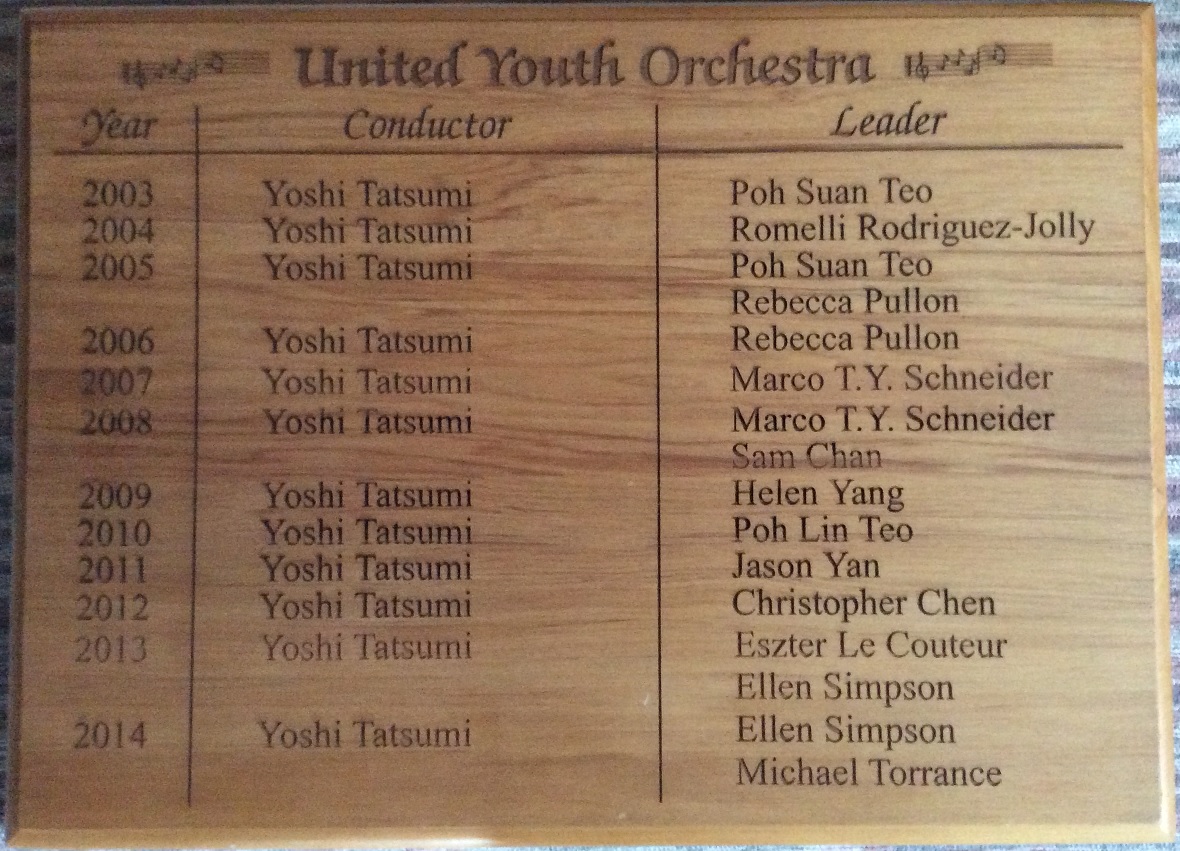 United Youth Orchestra
Year Conductor Leader
2003 Yoshi Tatsumi Poh Suan Teo
2004 Yoshi Tatsumi Romelli Rodriguez-Jolly
2005 Yoshi Tatsumi Poh Suan Teo
Rebecca Pullon
2006 Yoshi Tatsumi Rebecca Pullon
2007 Yoshi Tatsumi Marco T.Y. Schneider
2008 Yoshi Tatsumi Marco T.Y. Schneider
Sam Chan
2009 Yoshi Tatsumi Helen Yang
2010 Yoshi Tatsumi Poh Lin Teo
2011 Yoshi Tatsumi Jason Yan
2012 Yoshi Tatsumi Christopher Chen
2013 Yoshi Tatsumi Eszter Le Couteur
Ellen Simpson
2014 Yoshi Tatsumi Ellen Simpson
Michael Torrance